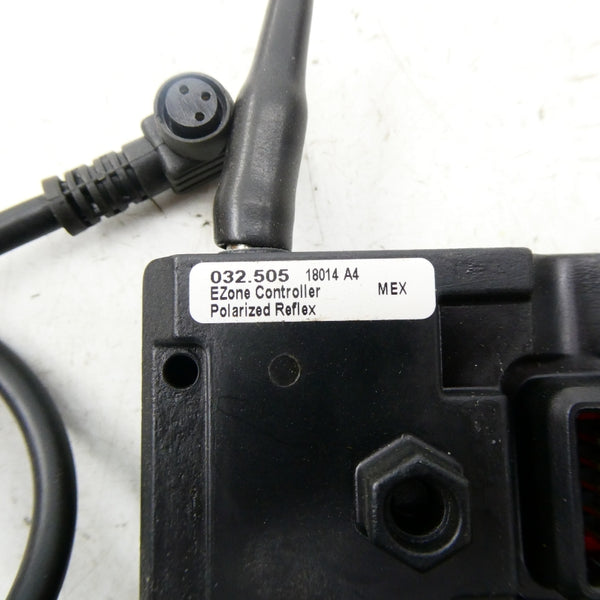 032.505 18014 A4
EZone Controller MEX
Polarized Reflex